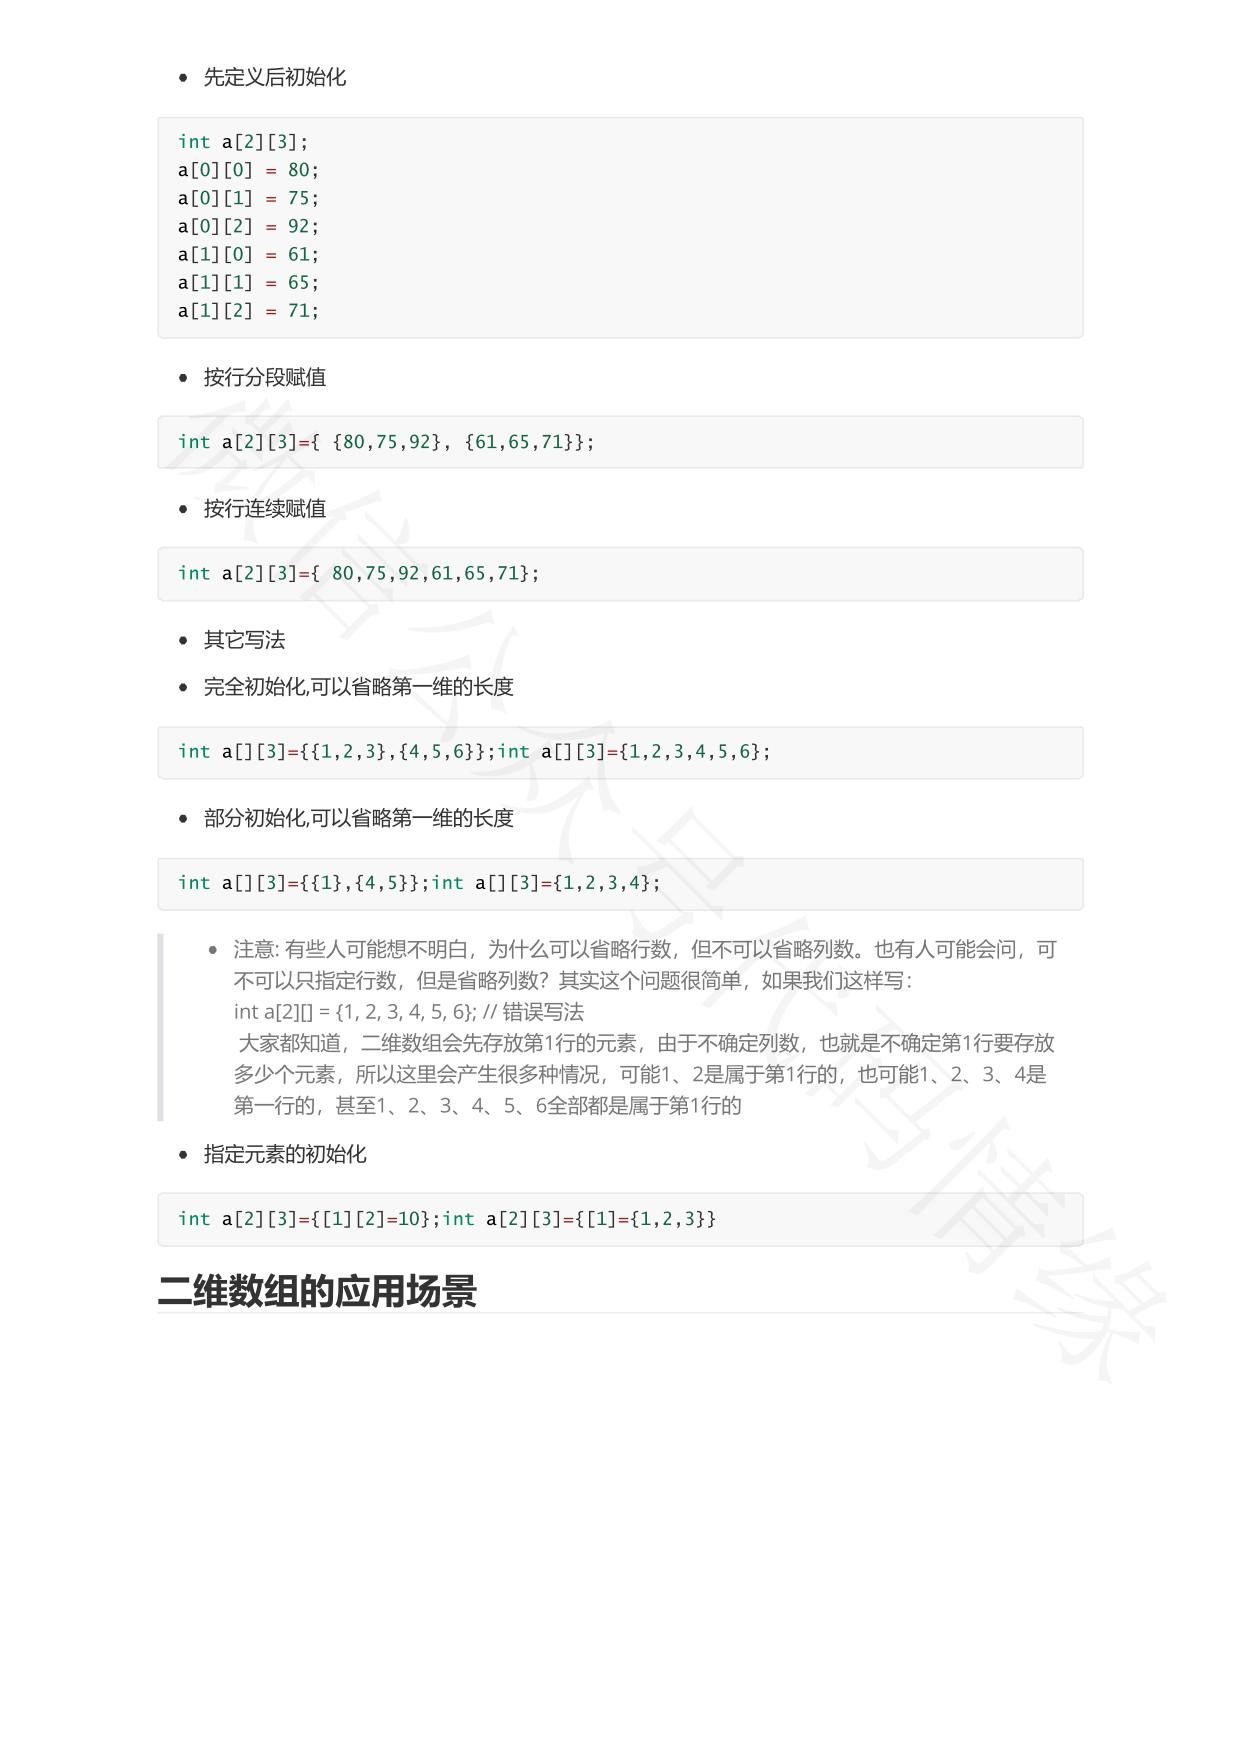 先定义后初始化
int a[2][3];
a[0][0] = 80;
a[0][1] = 75;
a[0][2] = 92;
a[1][0] = 61;
a[1][1] = 65;
a[1][2] = 71;
按行分段赋值
int a[2][3]={ {80,75,92}, {61,65,71}};
按行连续赋值
int a[2][3]={ 80,75,92,61,65,71};
其它写法
完全初始化,可以省略第一维的长度
int a[][3]={{1,2,3},{4,5,6}};int a[][3]={1,2,3,4,5,6};
部分初始化,可以省略第一维的长度
int a[][3]={{1},{4,5}};int a[][3]={1,2,3,4};
注意: 有些人可能想不明白，为什么可以省略行数，但不可以省略列数。也有人可能会问，可
不可以只指定行数，但是省略列数？其实这个问题很简单，如果我们这样写：
int a[2][] = {1, 2, 3, 4, 5, 6}; // 错误写法
大家都知道，二维数组会先存放第1行的元素，由于不确定列数，也就是不确定第1行要存放
多少个元素，所以这里会产生很多种情况，可能1、2是属于第1行的，也可能1、2、3、4是
第一行的，甚至1、2、3、4、5、6全部都是属于第1行的
指定元素的初始化
int a[2][3]={[1][2]=10};int a[2][3]={[1]={1,2,3}}
二维数组的应用场景
微信公众号代码情缘